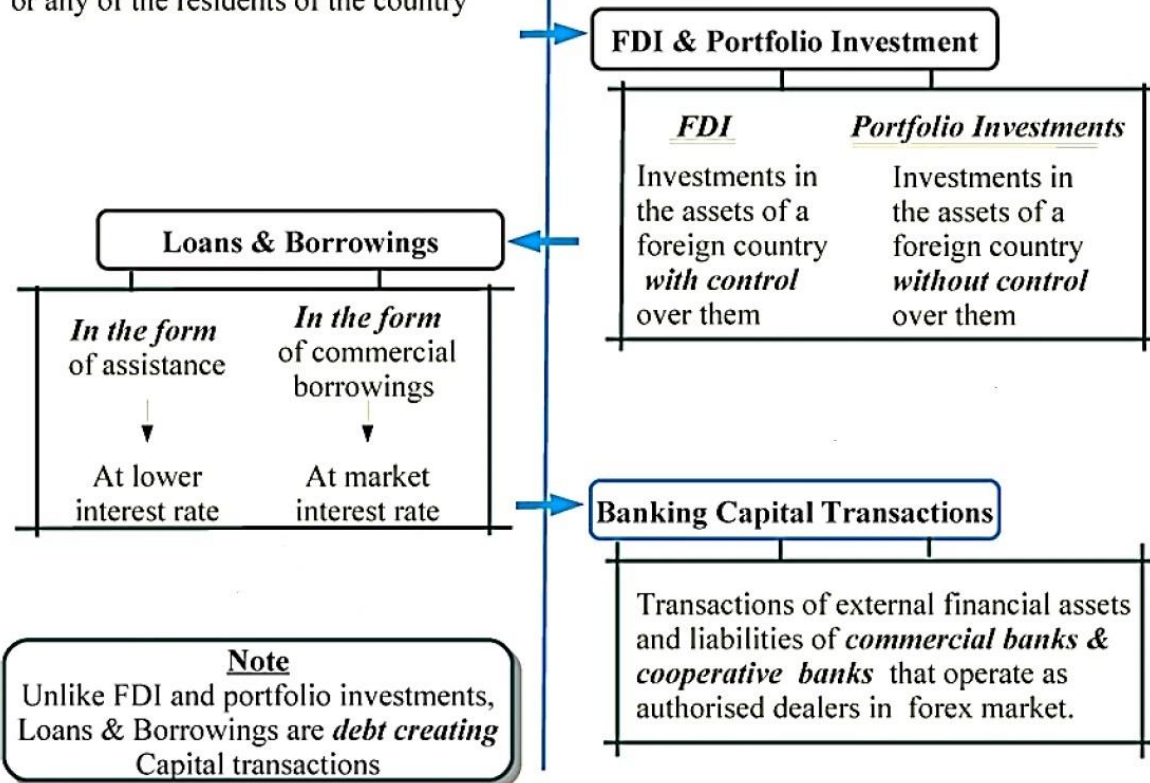 or any of the residents of the country
FDI & Portfolio Investment
FDI
Investments in
the assets of a
foreign country
with control
over them
Portfolio Investments
Investments in
the assets of a
foreign country
without control
over them
Loans & Borrowings
In the form
of assistance
At lower
interest rate
In the form
of commercial
borrowings
At market
interest rate
Banking Capital Transactions
Transactions of external financial assets
and liabilities of commercial banks &
cooperative banks that operate as
authorised dealers in forex market.
Note
Unlike FDI and portfolio investments,
Loans & Borrowings are debt creating
Capital transactions